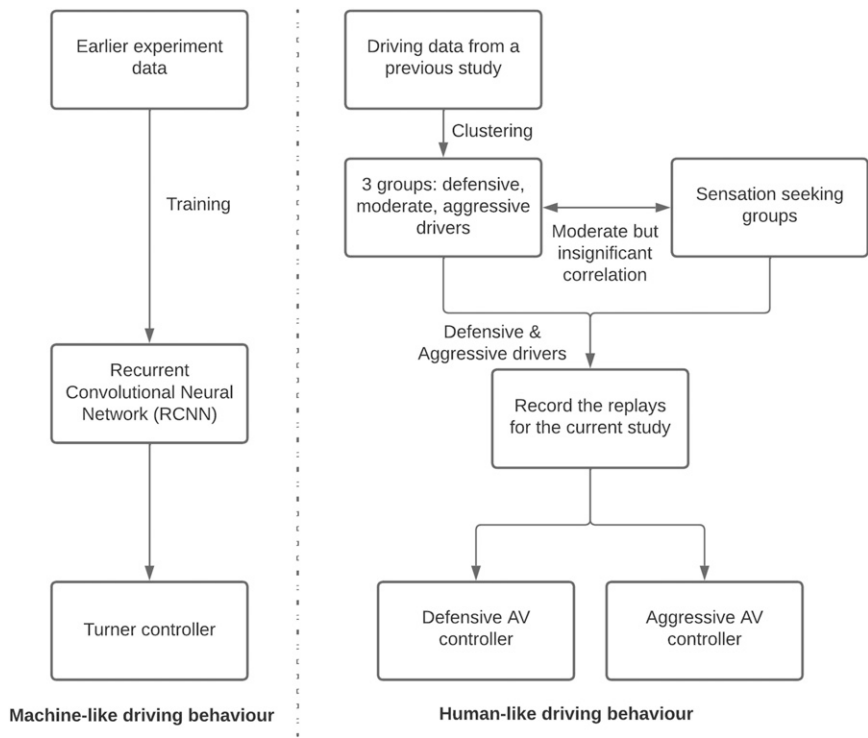 Earlier experiment
data
Training
Recurrent
Convolutional Neural
Network (RCNN)
Turner controller
Machine-like driving behaviour
Driving data from a
previous study
Clustering
3 groups: defensive,
moderate, aggressive
drivers
Moderate but
insignificant
correlation
Sensation seeking
groups
Defensive &
Aggressive drivers
Record the replays
for the current study
Defensive AV
controller
Aggressive AV
controller
Human-like driving behaviour